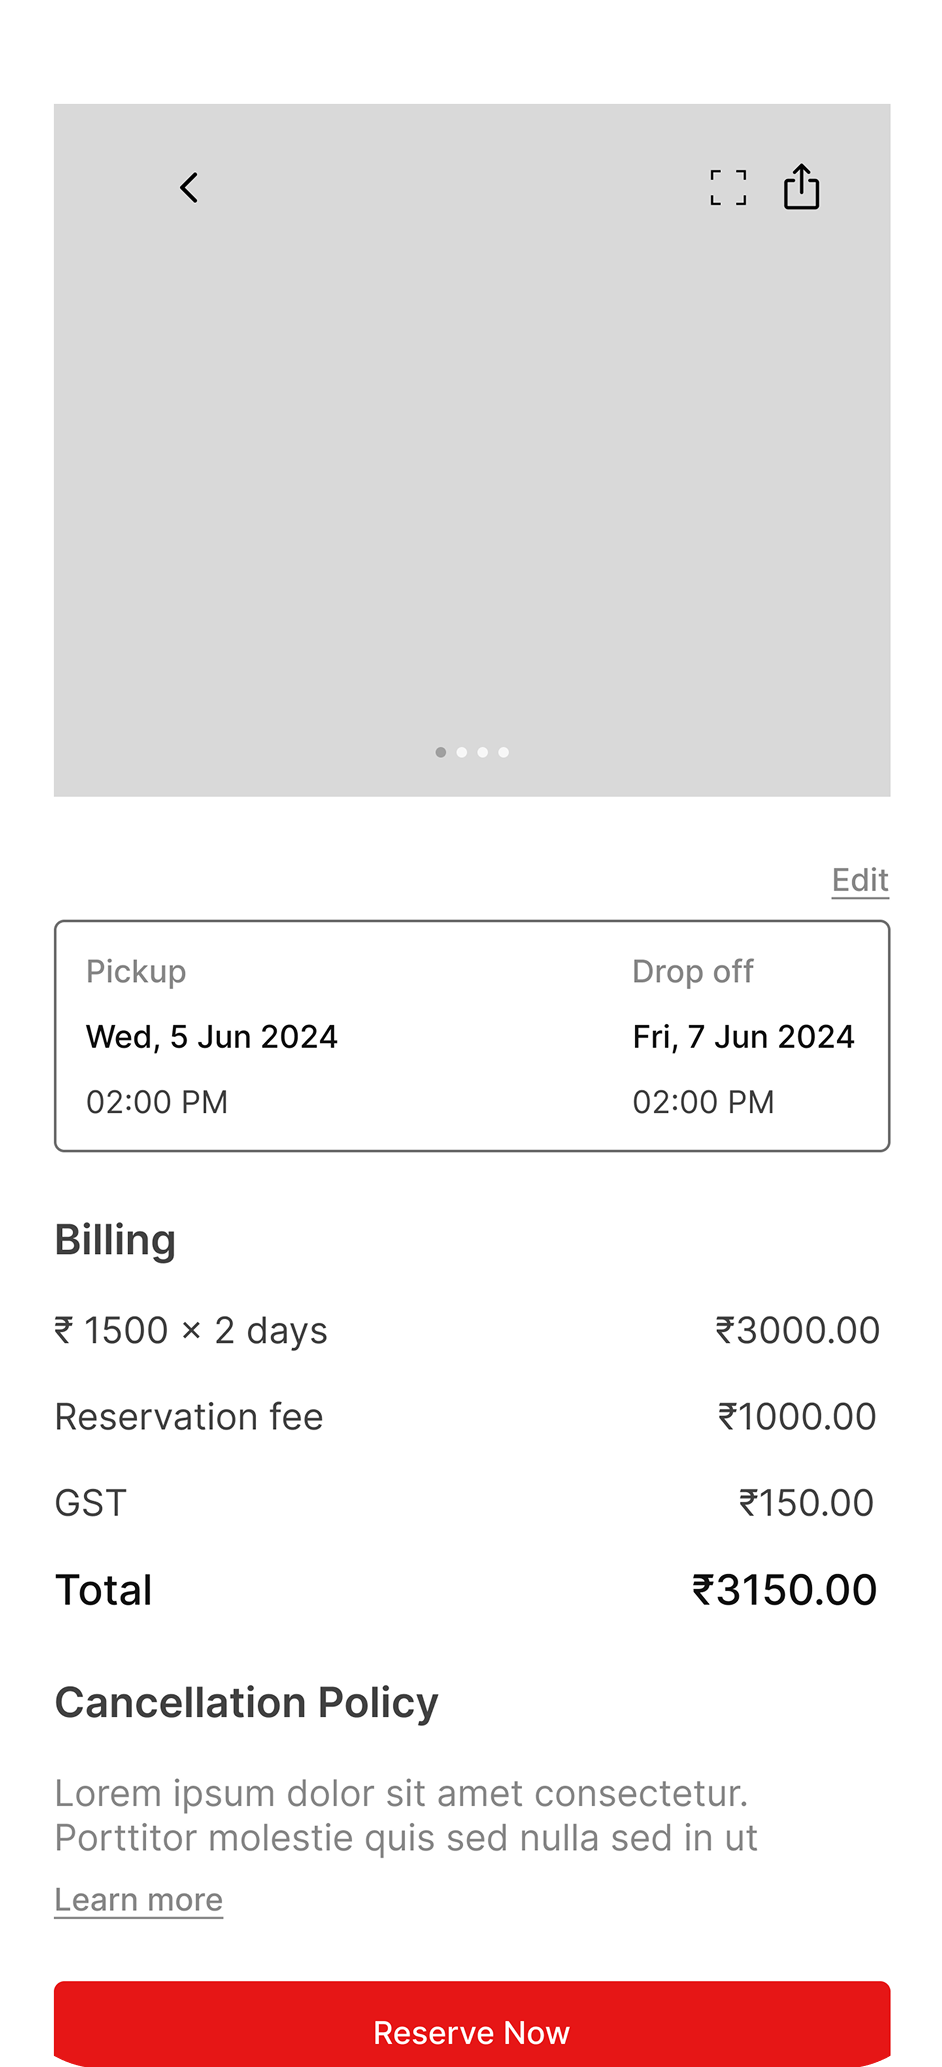 Edit
Pickup Drop off
Wed, 5 Jun 2024 Fri, 7 Jun 2024
02:00 PM 02:00 PM
Billing
₹ 1500 × 2 days ₹3000.00
Reservation fee ₹1000.00
GST ₹150.00
Total ₹3150.00
Cancellation Policy
Lorem ipsum dolor sit amet consectetur.
Porttitor molestie quis sed nulla sed in ut
Learn more
Reserve Now